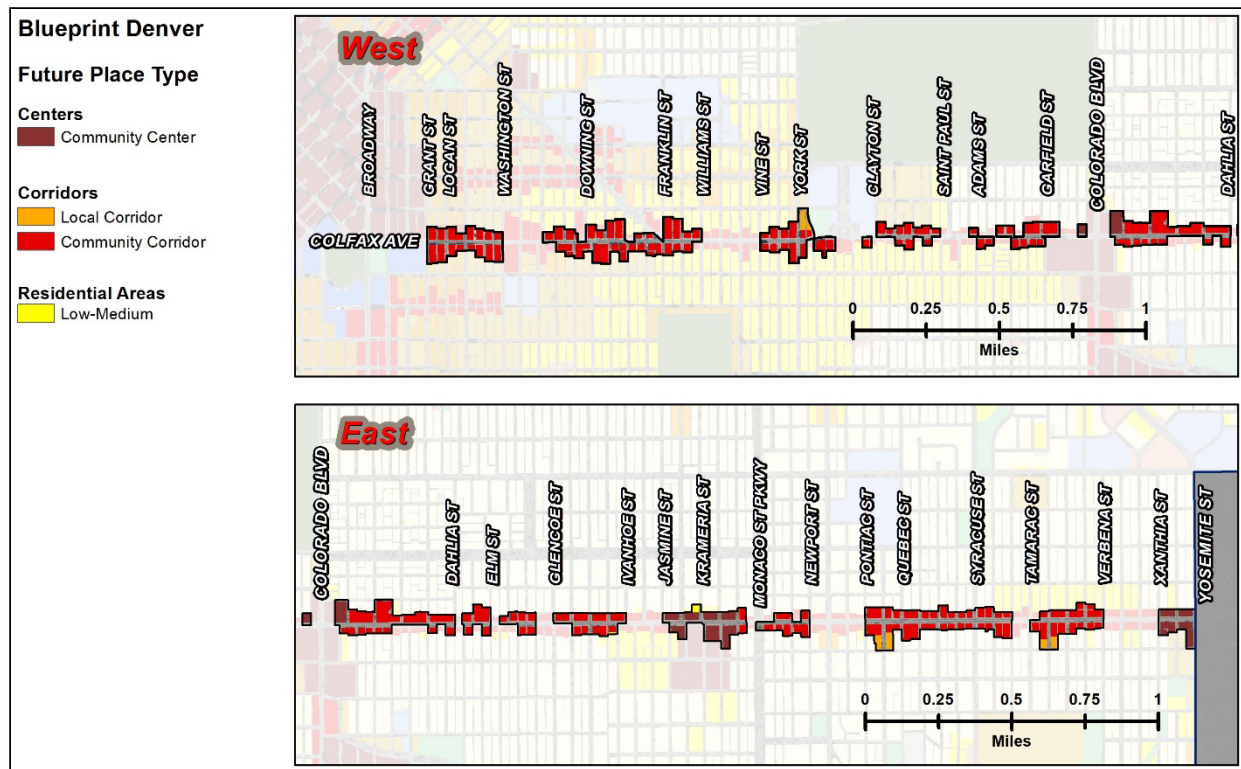 Blueprint Denver
Future Place Type
Centers
Community Center
Corridors
Local Corridor
Community Corridor
Residential Areas
Low-Medium
West
BROADWAY
GRANT ST
LOGAN ST
WASHINGTON ST
DOWNING ST
FRANKLIN ST
WILLIAMS ST
VINE ST
YORK ST
CLAYTON ST
SAINT PAUL ST
ADAMS ST
GARFIELD ST
COLORADO BLVD
DAHLIA ST
COLFAX AVE
0 0.25 0.5 0.75 1
Miles
East
COLORADO BLVD
DAHLIA ST
ELM ST
GLENCOE ST
IVANHOE ST
JASMINE ST
KRAMERIA ST
MONACO ST PKWY
NEWPORT ST
PONTIAC ST
QUEBEC ST
SYRACUSE ST
TAMARAC ST
VERBENA ST
XANTHIA ST
YOSEMITE ST
0 0.25 0.5 0.75 1
Miles